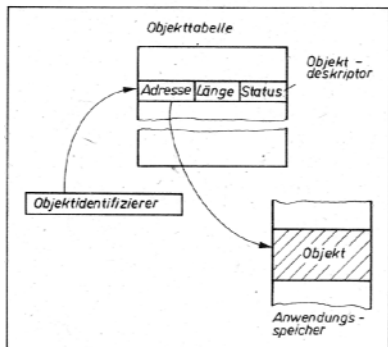 Objekttabelle
Objekt-
deskriptor
Adresse Länge Status
Objektidentifizierer
Objekt
Anwendungs-
speicher